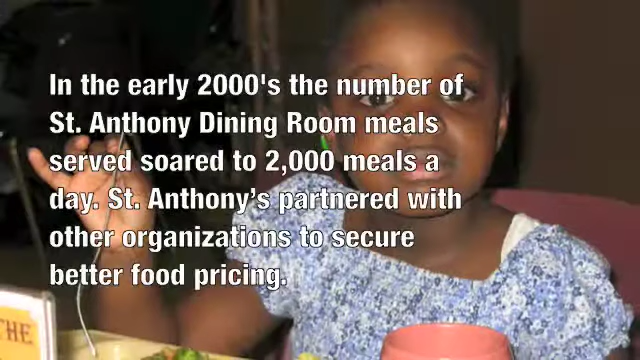 In the early 2000's the number of
St. Anthony Dining Room meals
served soared to 2,000 meals a
day. St. Anthony’s partnered with
other organizations to secure
better food pricing.
THE